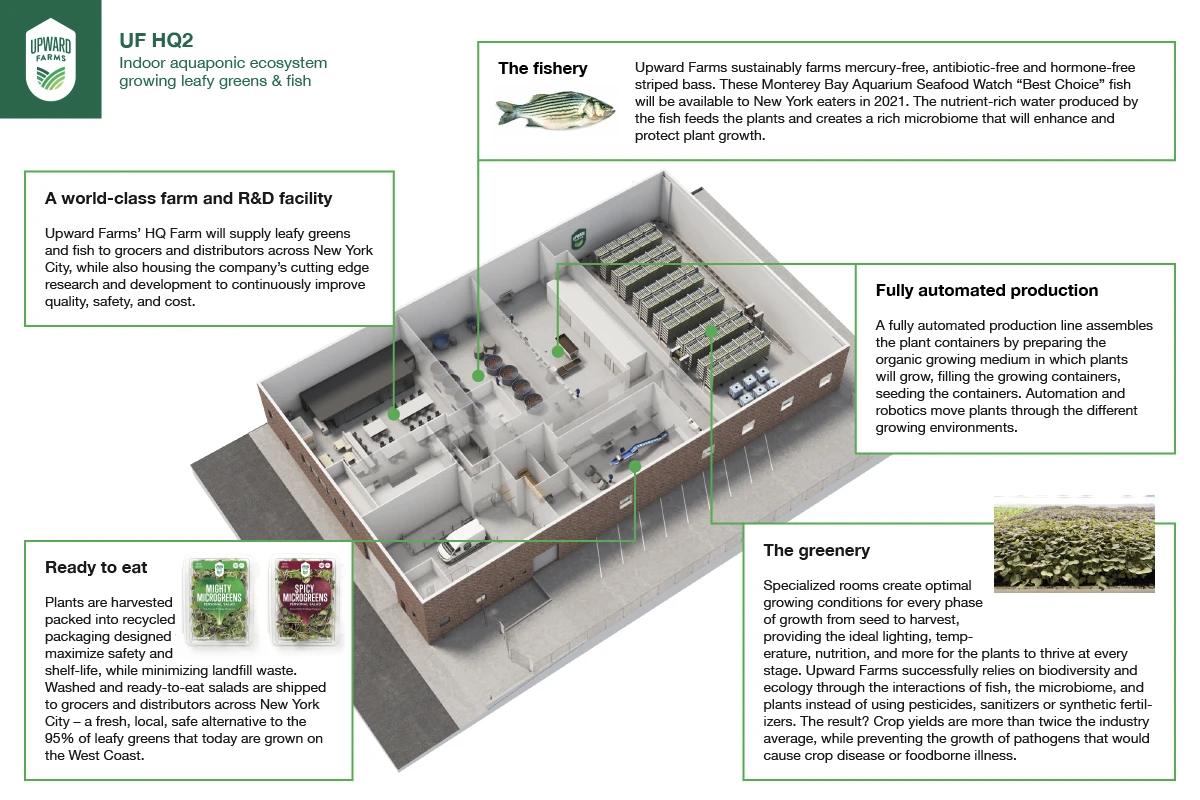 UPWARD
FARMS
UF HQ2
Indoor aquaponic ecosystem
growing leafy greens & fish
The fishery
Upward Farms sustainably farms mercury-free, antibiotic-free and hormone-free
striped bass. These Monterey Bay Aquarium Seafood Watch “Best Choice” fish
will be available to New York eaters in 2021. The nutrient-rich water produced by
the fish feeds the plants and creates a rich microbiome that will enhance and
protect plant growth.
A world-class farm and R&D facility
Upward Farms’ HQ Farm will supply leafy greens
and fish to grocers and distributors across New York
City, while also housing the company’s cutting edge
research and development to continuously improve
quality, safety, and cost.
Fully automated production
A fully automated production line assembles
the plant containers by preparing the
organic growing medium in which plants
will grow, filling the growing containers,
seeding the containers. Automation and
robotics move plants through the different
growing environments.
Ready to eat
Plants are harvested
packed into recycled
packaging designed
maximize safety and
shelf-life, while minimizing landfill waste.
Washed and ready-to-eat salads are shipped
to grocers and distributors across New York
City – a fresh, local, safe alternative to the
95% of leafy greens that today are grown on
the West Coast.
UPWARD
FARMS
MIGHTY
MICROGREENS
PERSONAL SALAD
UPWARD
FARMS
SPICY
MICROGREENS
PERSONAL SALAD
The greenery
Specialized rooms create optimal
growing conditions for every phase
of growth from seed to harvest,
providing the ideal lighting, temp-
erature, nutrition, and more for the plants to thrive at every
stage. Upward Farms successfully relies on biodiversity and
ecology through the interactions of fish, the microbiome, and
plants instead of using pesticides, sanitizers or synthetic fertil-
izers. The result? Crop yields are more than twice the industry
average, while preventing the growth of pathogens that would
cause crop disease or foodborne illness.